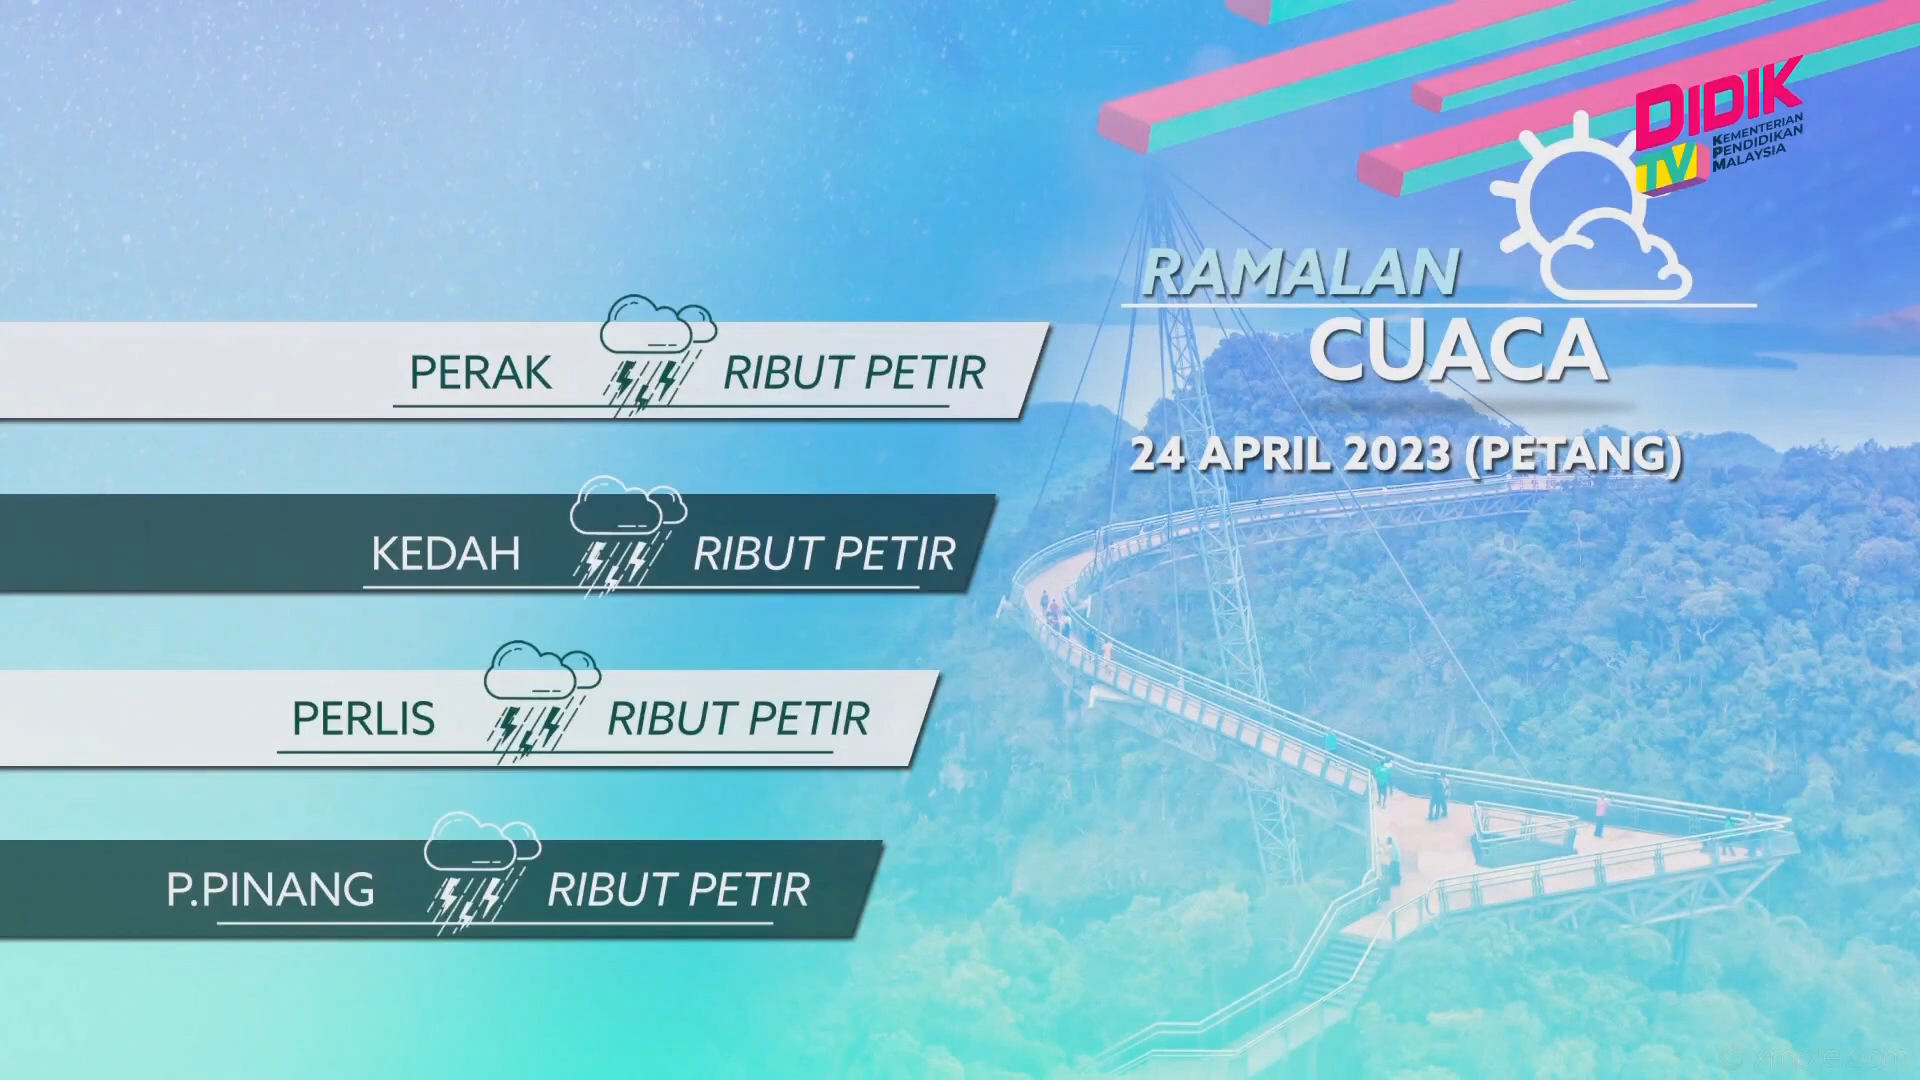 DIDIK
TV
KEMENTERIAN
PENDIDIKAN
MALAYSIA
RAMALAN
CUACA
24 APRIL 2023 (PETANG)
PERAK RIBUT PETIR
KEDAH RIBUT PETIR
PERLIS RIBUT PETIR
P.PINANG RIBUT PETIR